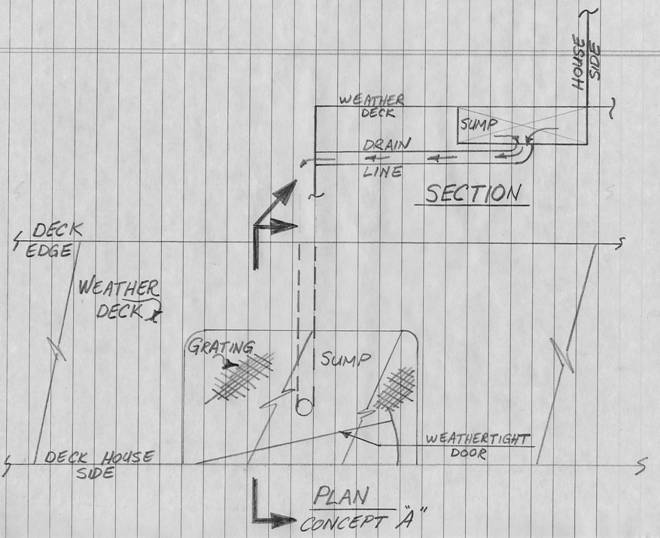 HOUSE
SIDE
WEATHER
DECK
SUMP
DRAIN
LINE
SECTION
DECK
EDGE
WEATHER
DECK
GRATING
SUMP
WEATHERTIGHT
DOOR
DECK HOUSE
SIDE
PLAN
CONCEPT "A"